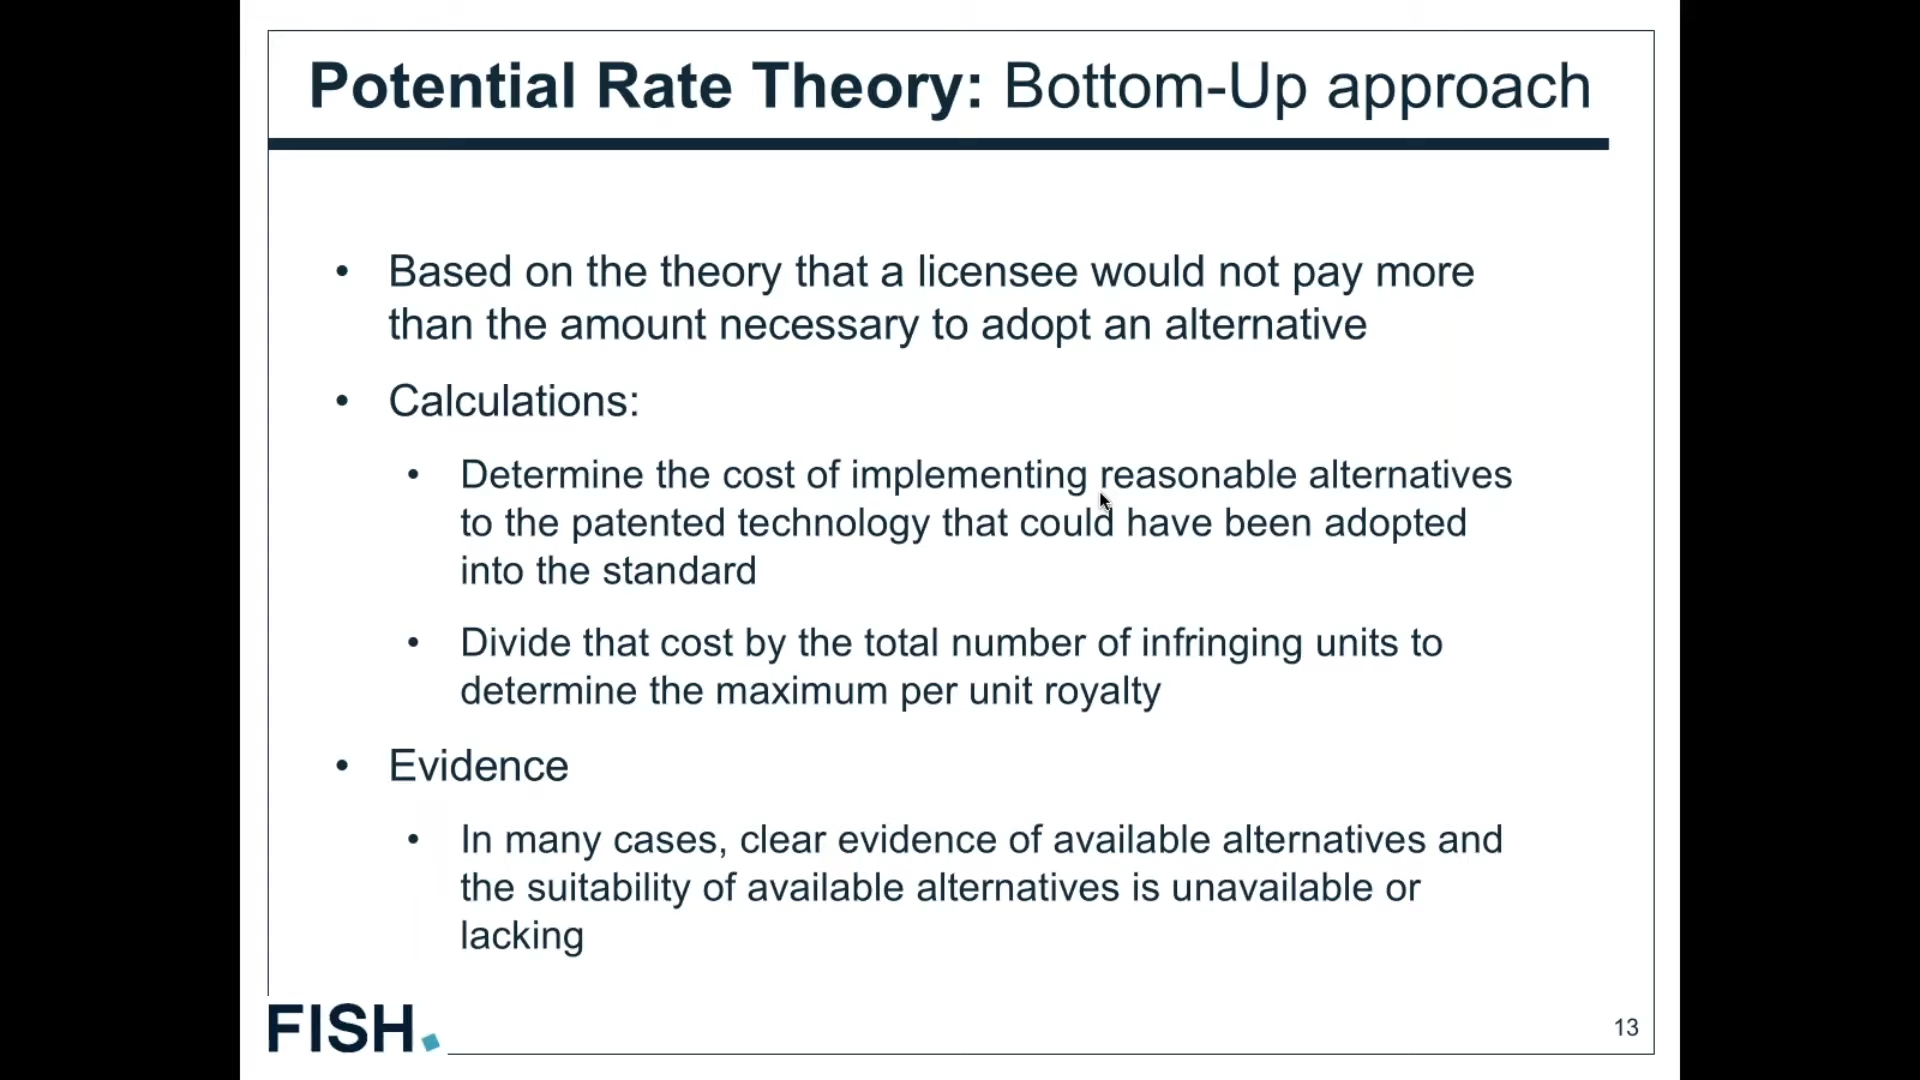 Potential Rate Theory: Bottom-Up approach
• Based on the theory that a licensee would not pay more
than the amount necessary to adopt an alternative
• Calculations:
• Determine the cost of implementing reasonable alternatives
to the patented technology that could have been adopted
into the standard
• Divide that cost by the total number of infringing units to
determine the maximum per unit royalty
• Evidence
• In many cases, clear evidence of available alternatives and
the suitability of available alternatives is unavailable or
lacking
FISH.
13